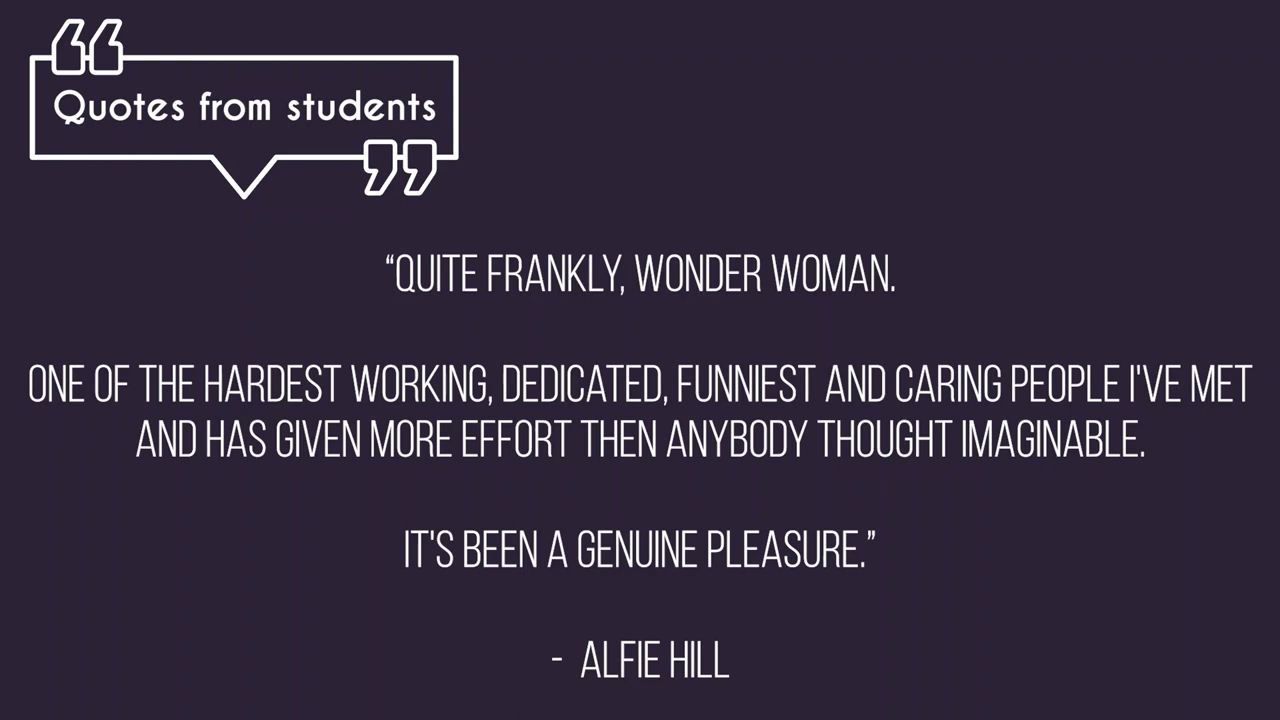 Quotes from students
“QUITE FRANKLY, WONDER WOMAN.
ONE OF THE HARDEST WORKING, DEDICATED, FUNNIEST AND CARING PEOPLE I'VE MET
AND HAS GIVEN MORE EFFORT THEN ANYBODY THOUGHT IMAGINABLE.
IT'S BEEN A GENUINE PLEASURE.”
- ALFIE HILL